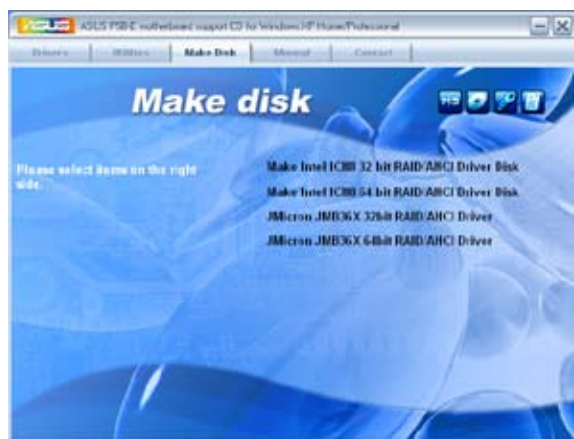 ASUS ASUS P5B-E motherboard support CD for Windows XP Home/Professional
Drivers Utilities Make Disk Manual Contact
Make disk
Please select items on the right
side.
Make Intel ICH8 32 bit RAID/AHCI Driver Disk
Make Intel ICH8 64 bit RAID/AHCI Driver Disk
JMicron JMB36X 32bit RAID/AHCI Driver
JMicron JMB36X 64bit RAID/AHCI Driver